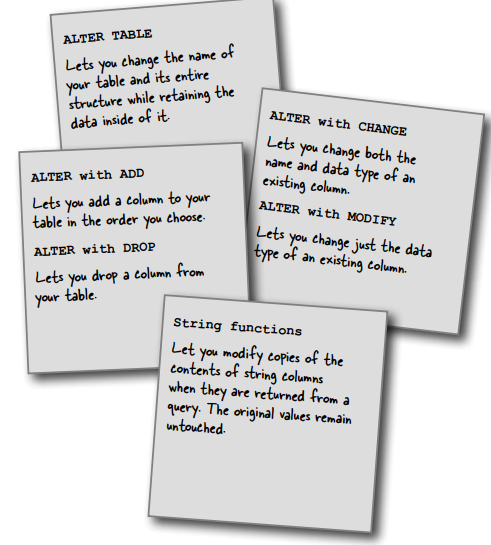 ALTER TABLE
Lets you change the name of
your table and its entire
structure while retaining the
data inside of it.
ALTER with CHANGE
Lets you change both the
name and data type of an
existing column.
ALTER with MODIFY
Lets you change just the data
type of an existing column.
ALTER with ADD
Lets you add a column to your
table in the order you choose.
ALTER with DROP
Lets you drop a column from
your table.
String functions
Let you modify copies of the
contents of string columns
when they are returned from a
query. The original values remain
untouched.